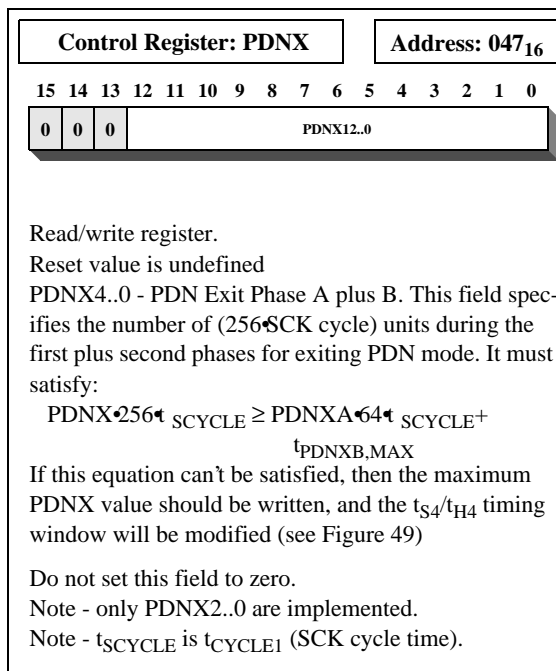 Control Register: PDNX
Address: 047₁₆
15 14 13 12 11 10 9 8 7 6 5 4 3 2 1 0
0 0 0 PDNX12..0
Read/write register.
Reset value is undefined
PDNX4..0 - PDN Exit Phase A plus B. This field spec-
ifies the number of (256•SCK cycle) units during the
first plus second phases for exiting PDN mode. It must
satisfy:
PDNX•256•t SCYCLE ≥ PDNXA•64•t SCYCLE+
tPDNXB,MAX
If this equation can't be satisfied, then the maximum
PDNX value should be written, and the tS4/tH4 timing
window will be modified (see Figure 49)
Do not set this field to zero.
Note - only PDNX2..0 are implemented.
Note - tSCYCLE is tCYCLE1 (SCK cycle time).